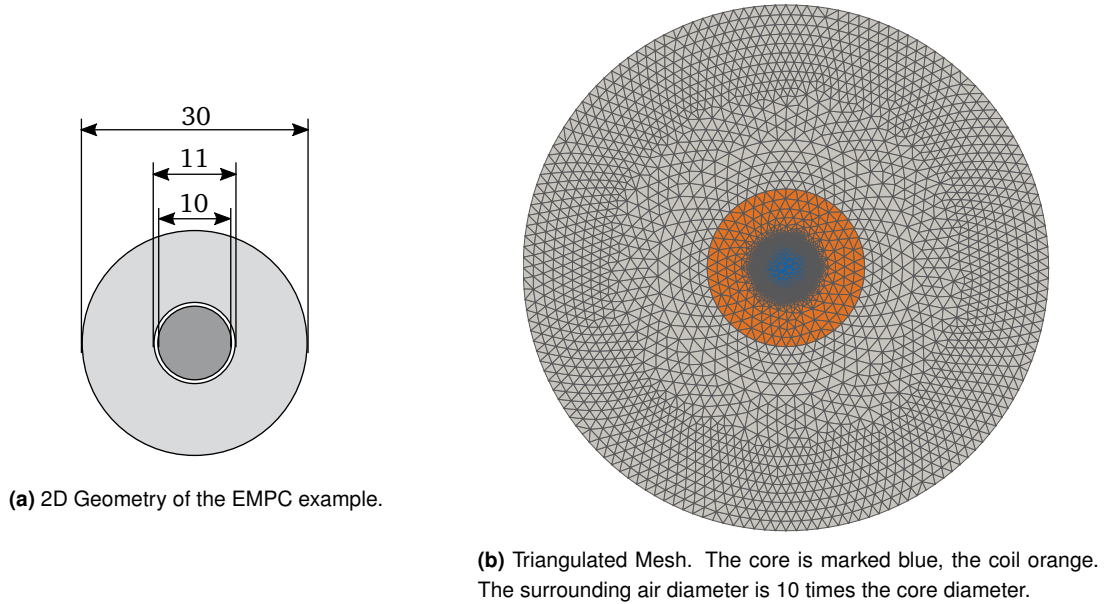 30
11
10
(a) 2D Geometry of the EMPC example.
(b) Triangulated Mesh. The core is marked blue, the coil orange.
The surrounding air diameter is 10 times the core diameter.